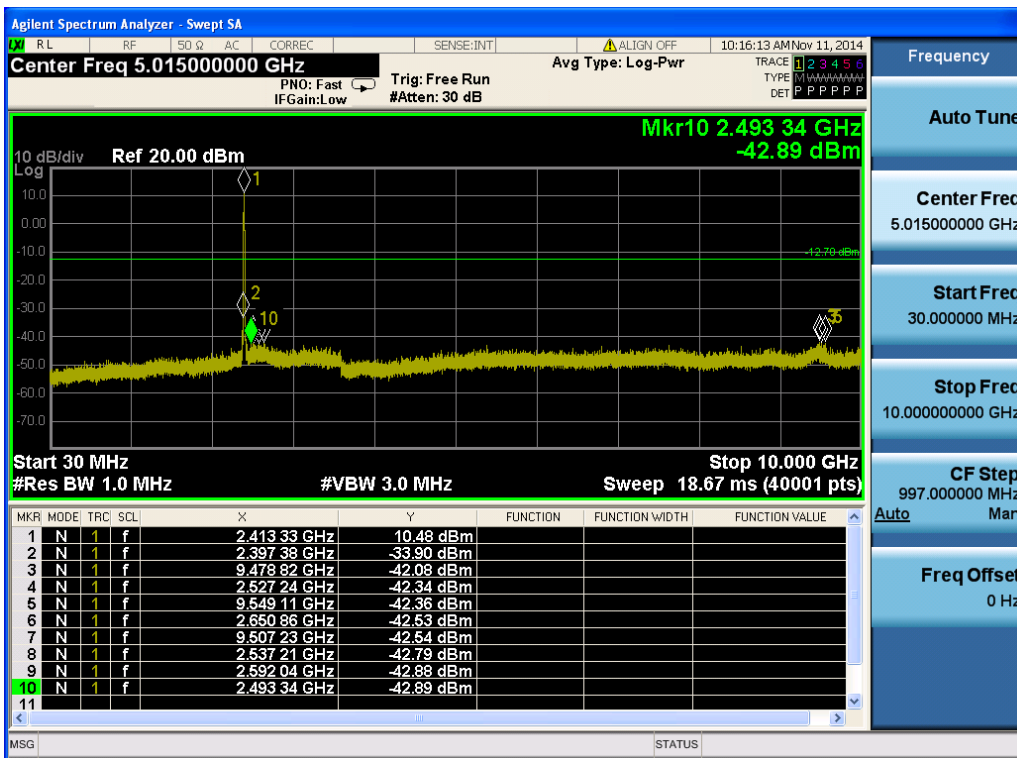 Agilent Spectrum Analyzer - Swept SA
LXI RL RF 50 Ω AC CORREC SENSE:INT ALIGN OFF 10:16:13 AM Nov 11, 2014
Center Freq 5.015000000 GHz
PNO: Fast
IFGain:Low
Trig: Free Run
#Atten: 30 dB
Avg Type: Log-Pwr
TRACE 1 2 3 4 5 6
TYPE M WWWWW
DET P P P P P P
Mkr10 2.493 34 GHz
-42.89 dBm
10 dB/div Ref 20.00 dBm
Log
10.0
0.00
-10.0
-20.0
-30.0
-40.0
-50.0
-60.0
-70.0
1
2
10
5
-12.70 dBm
Start 30 MHz Stop 10.000 GHz
#Res BW 1.0 MHz #VBW 3.0 MHz Sweep 18.67 ms (40001 pts)
MKR MODE TRC SCL X Y FUNCTION FUNCTION WIDTH FUNCTION VALUE
1 N 1 f 2.413 33 GHz 10.48 dBm
2 N 1 f 2.397 38 GHz -33.90 dBm
3 N 1 f 9.478 82 GHz -42.08 dBm
4 N 1 f 2.527 24 GHz -42.34 dBm
5 N 1 f 9.549 11 GHz -42.36 dBm
6 N 1 f 2.650 86 GHz -42.53 dBm
7 N 1 f 9.507 23 GHz -42.54 dBm
8 N 1 f 2.537 21 GHz -42.79 dBm
9 N 1 f 2.592 04 GHz -42.88 dBm
10 N 1 f 2.493 34 GHz -42.89 dBm
11
MSG STATUS
Frequency
Auto Tune
Center Freq
5.015000000 GHz
Start Freq
30.000000 MHz
Stop Freq
10.000000000 GHz
CF Step
997.000000 MHz
Auto Man
Freq Offset
0 Hz